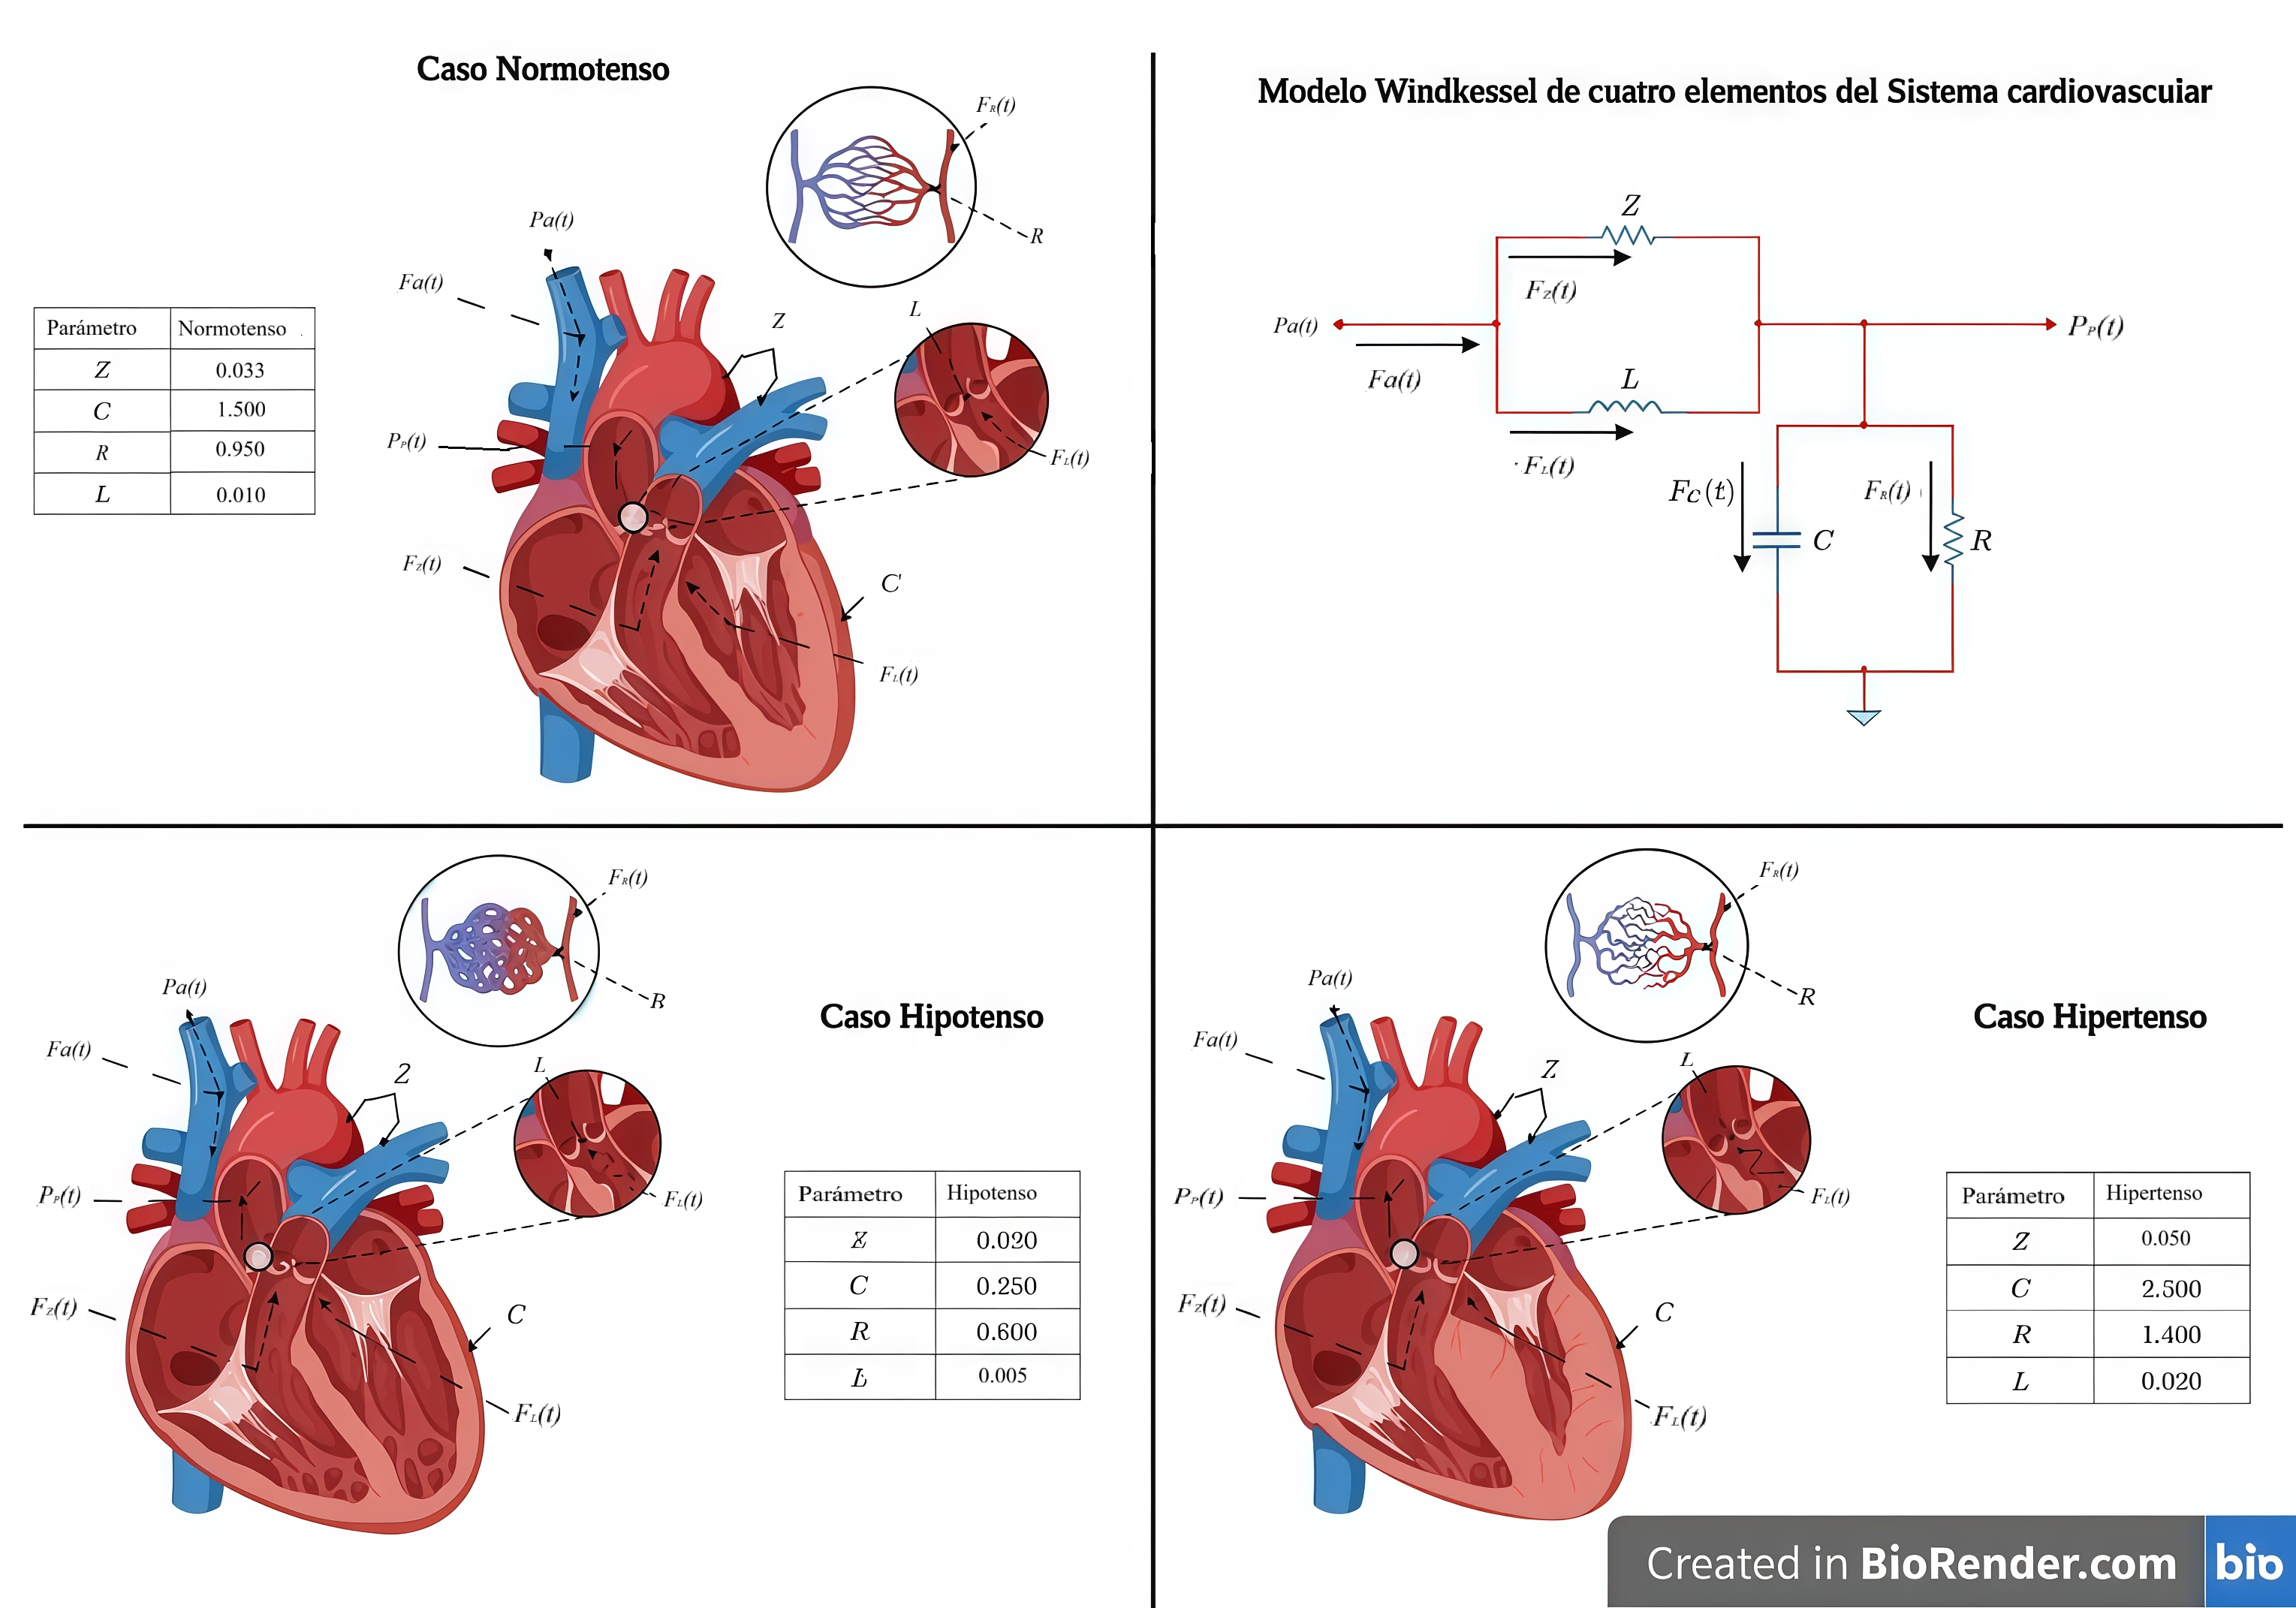 Caso Normotenso
F_R(t)
R
Pa(t)
Fa(t)
Z
L
Parámetro Normotenso
Z 0.033
C 1.500
R 0.950
L 0.010
P_P(t)
F_L(t)
F_Z(t)
C
F_L(t)
Modelo Windkessel de cuatro elementos del Sistema cardiovascuiar
Z
F_Z(t)
Pa(t)
P_P(t)
Fa(t)
L
F_L(t)
F_C(t)
C
F_R(t)
R
F_R(t)
R
Caso Hipotenso
Pa(t)
Fa(t)
2
L
P_P(t)
F_L(t)
F_Z(t)
C
F_L(t)
Parámetro Hipotenso
Z 0.020
C 0.250
R 0.600
L 0.005
F_R(t)
R
Caso Hipertenso
Pa(t)
Fa(t)
Z
L
P_P(t)
F_L(t)
F_Z(t)
C
F_L(t)
Parámetro Hipertenso
Z 0.050
C 2.500
R 1.400
L 0.020
Created in BioRender.com bio